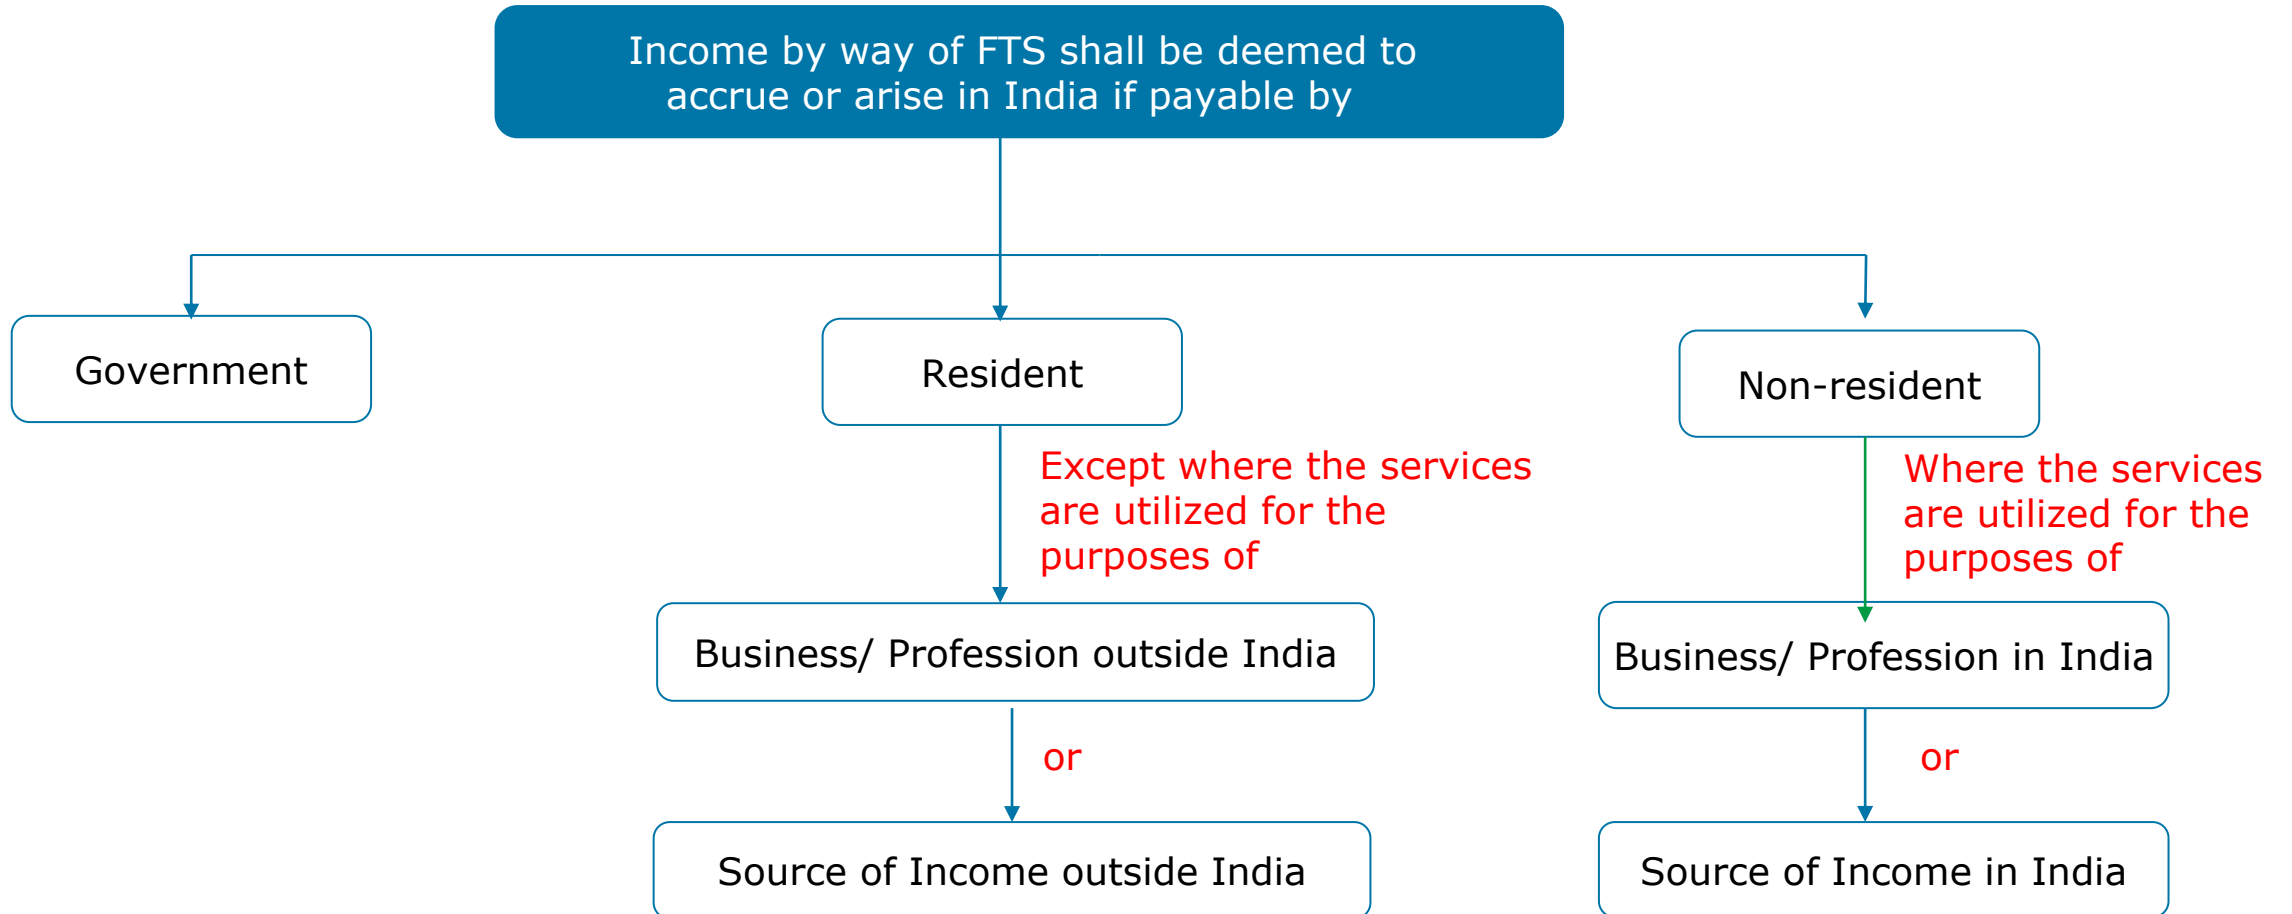 Income by way of FTS shall be deemed to
accrue or arise in India if payable by
Government
Resident
Non-resident
Except where the services
are utilized for the
purposes of
Where the services
are utilized for the
purposes of
Business/ Profession outside India
Business/ Profession in India
or
or
Source of Income outside India
Source of Income in India